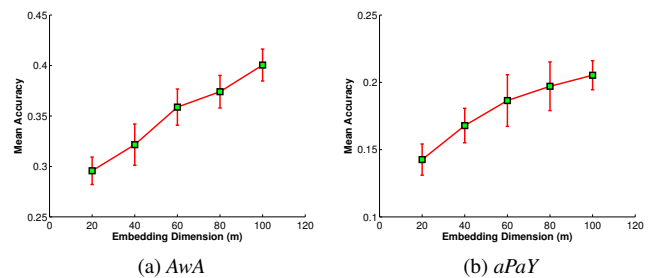 0.45
0.4
0.35
0.3
0.25
Mean Accuracy
0 20 40 60 80 100 120
Embedding Dimension (m)
(a) AwA
0.25
0.2
0.15
0.1
Mean Accuracy
0 20 40 60 80 100 120
Embedding Dimension (m)
(b) aPaY